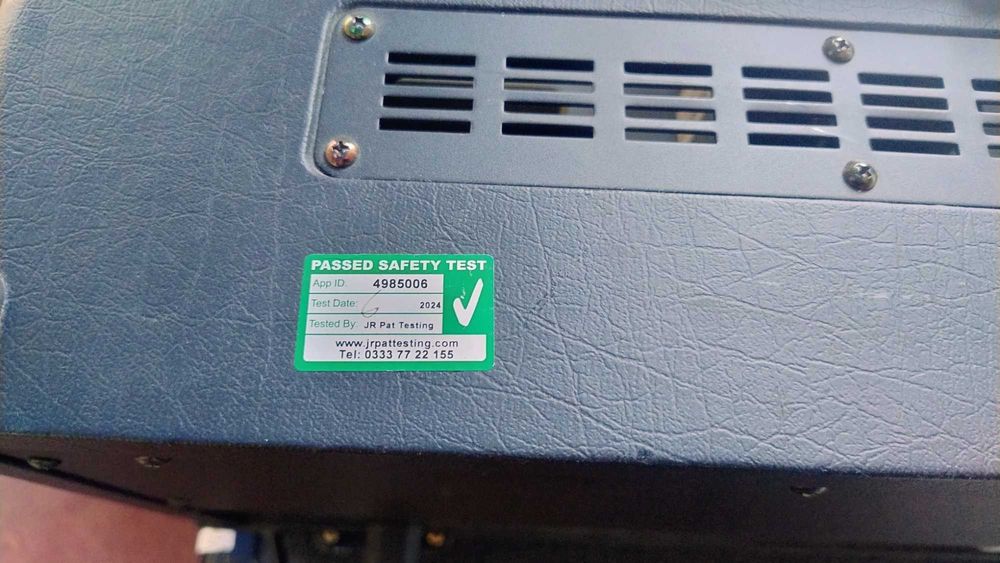 PASSED SAFETY TEST
App ID. 4985006
Test Date: 6 2024
Tested By: JR Pat Testing
www.jrpattesting.com
Tel: 0333 77 22 155